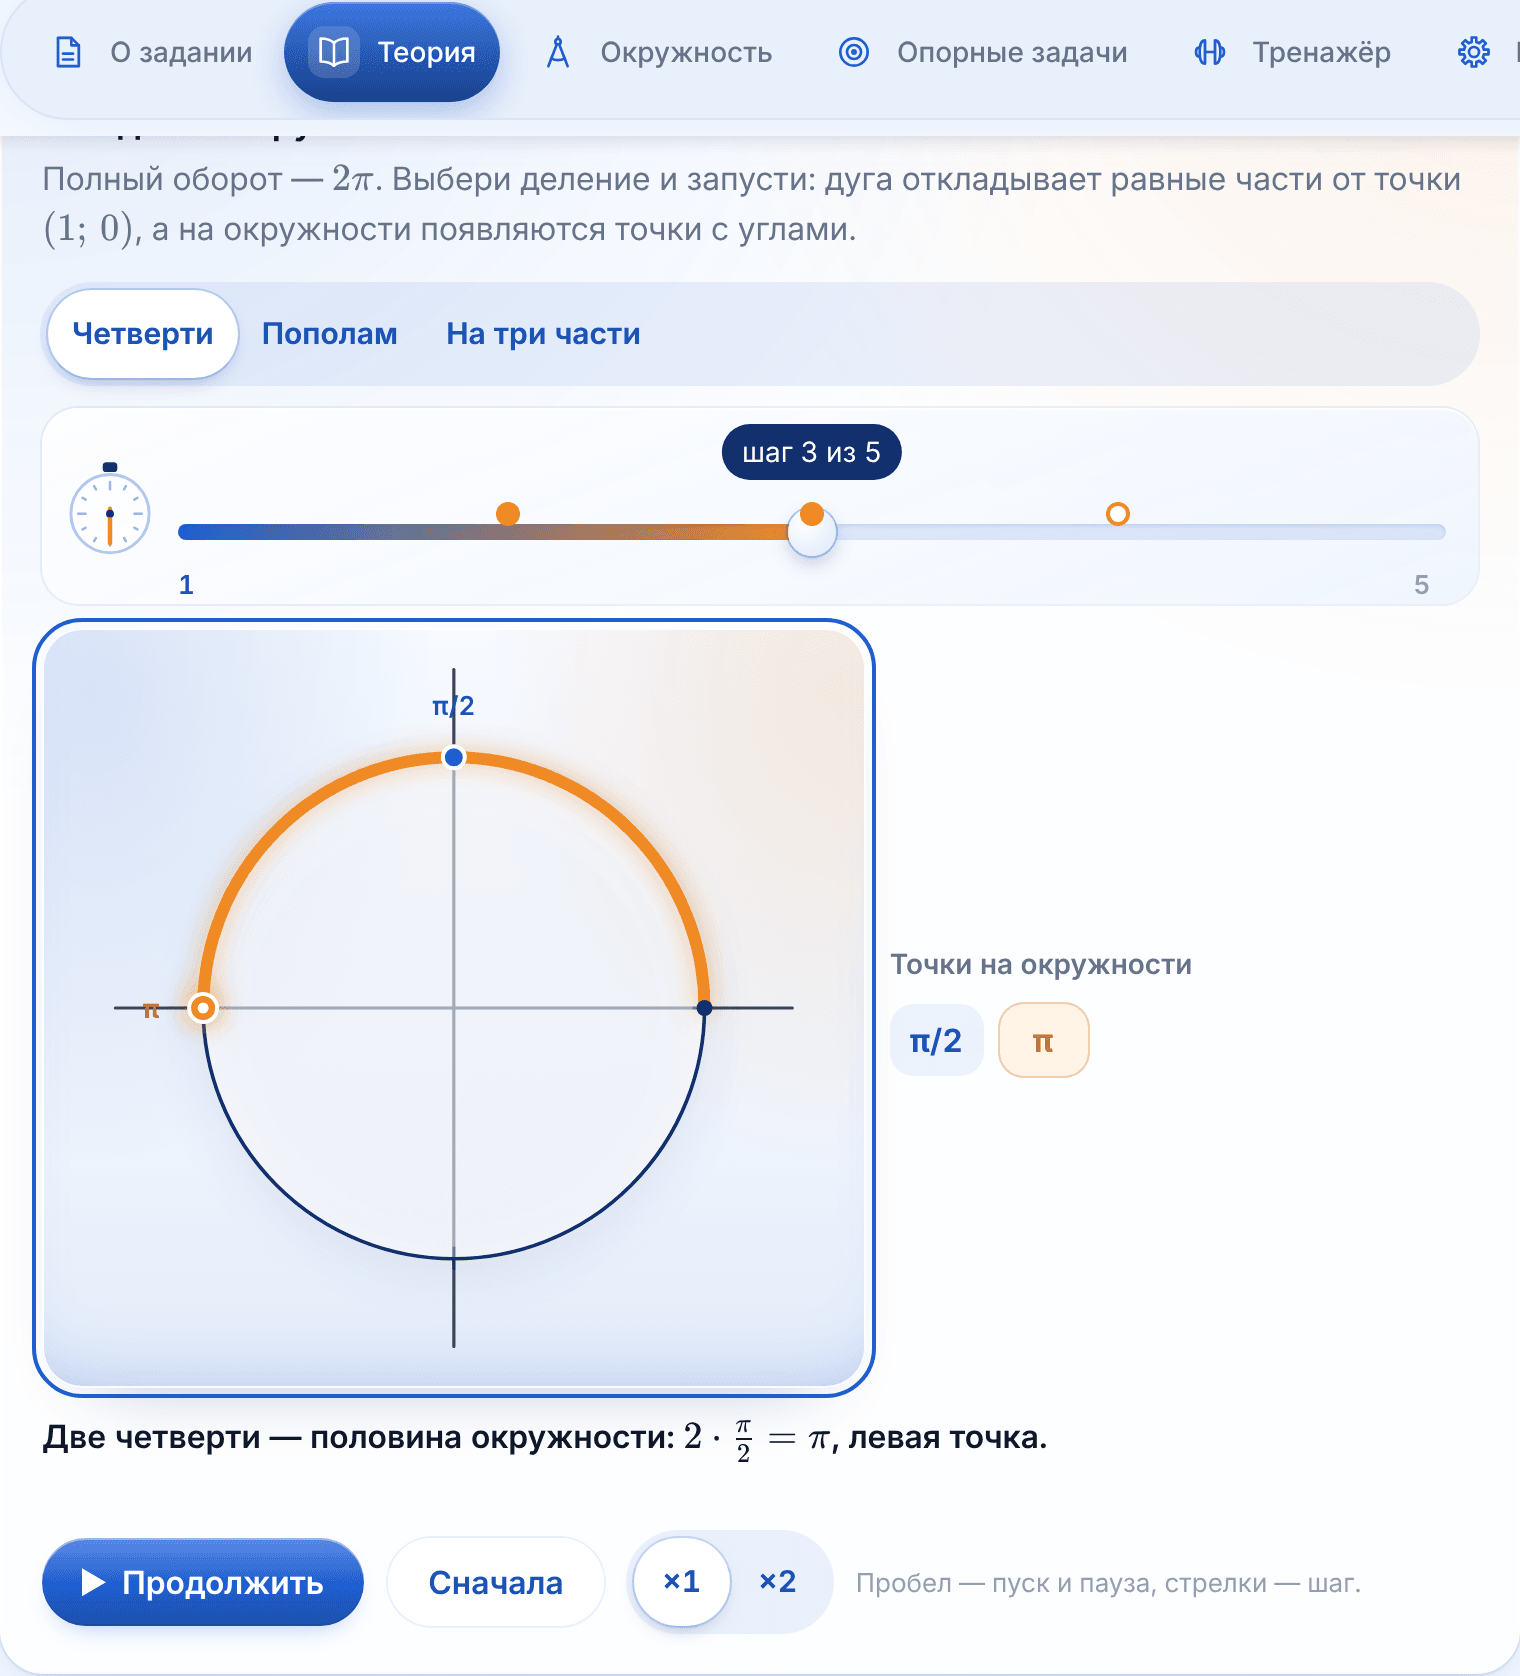 О задании
Теория
Окружность
Опорные задачи
Тренажёр
Полный оборот — 2π. Выбери деление и запусти: дуга откладывает равные части от точки
(1; 0), а на окружности появляются точки с углами.
Четверти
Пополам
На три части
шаг 3 из 5
1
5
π/2
π
Точки на окружности
π/2
π
Две четверти — половина окружности: 2 · π/2 = π, левая точка.
Продолжить
Сначала
×1
×2
Пробел — пуск и пауза, стрелки — шаг.